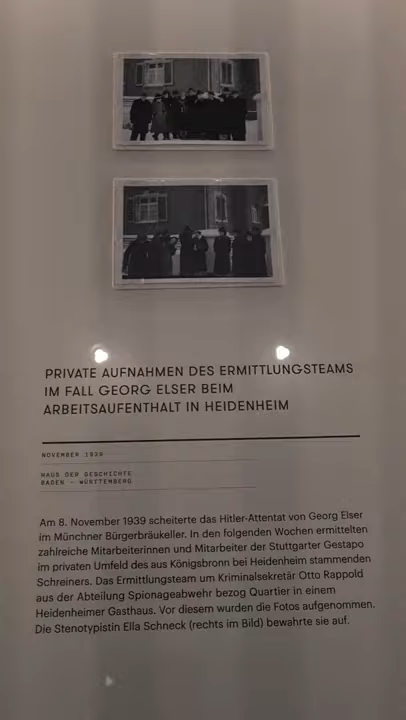 PRIVATE AUFNAHMEN DES ERMITTLUNGSTEAMS
IM FALL GEORG ELSER BEIM
ARBEITSAUFENTHALT IN HEIDENHEIM
NOVEMBER 1939
HAUS DER GESCHICHTE
BADEN - WÜRTTEMBERG
Am 8. November 1939 scheiterte das Hitler-Attentat von Georg Elser
im Münchner Bürgerbräukeller. In den folgenden Wochen ermittelten
zahlreiche Mitarbeiterinnen und Mitarbeiter der Stuttgarter Gestapo
im privaten Umfeld des aus Königsbronn bei Heidenheim stammenden
Schreiners. Das Ermittlungsteam um Kriminalsekretär Otto Rappold
aus der Abteilung Spionageabwehr bezog Quartier in einem
Heidenheimer Gasthaus. Vor diesem wurden die Fotos aufgenommen.
Die Stenotypistin Ella Schneck (rechts im Bild) bewahrte sie auf.